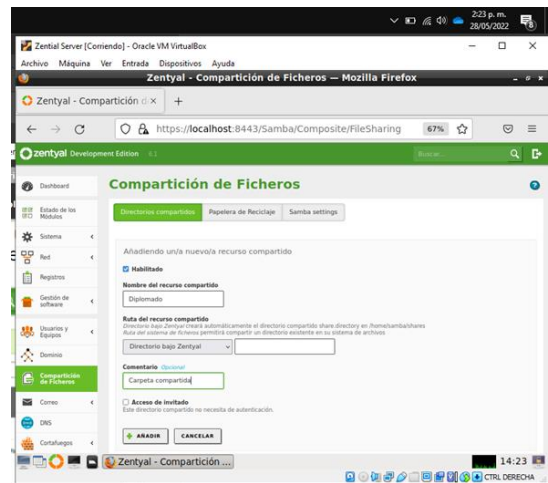 2:23 p. m.
28/05/2022
8
Zential Server [Corriendo] - Oracle VM VirtualBox
Archivo Máquina Ver Entrada Dispositivos Ayuda
Zentyal - Compartición de Ficheros — Mozilla Firefox
Zentyal - Compartición d
https://localhost:8443/Samba/Composite/FileSharing 67%
zentyal Development Edition
Buscar...
Dashboard
Estado de los Módulos
Sistema
Red
Registros
Gestión de software
Usuarios y Equipos
Dominio
Compartición de Ficheros
Correo
DNS
Cortafuegos
Compartición de Ficheros
Directorios compartidos Papelera de Reciclaje Samba settings
Añadiendo un/a nuevo/a recurso compartido
Habilitado
Nombre del recurso compartido
Diplomado
Ruta del recurso compartido
Directorio bajo Zentyal creará automáticamente el directorio compartido share directory en /home/samba/shares
Ruta del sistema de ficheros permitirá compartir un directorio existente en su sistema de archivos
Directorio bajo Zentyal
Comentario Opcional
Carpeta compartida
Acceso de invitado
Este directorio compartido no necesita de autenticación.
AÑADIR CANCELAR
Zentyal - Compartición ...
14:23
CTRL DERECHA